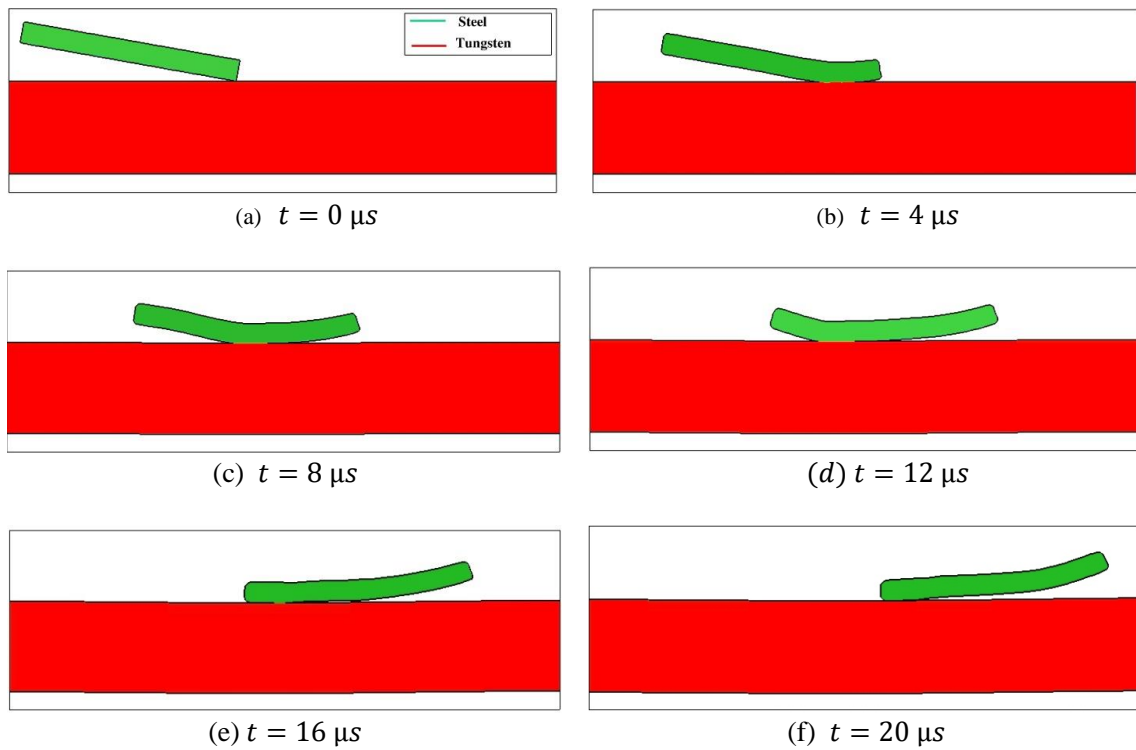 Steel
Tungsten
(a) t = 0 μs
(b) t = 4 μs
(c) t = 8 μs
(d) t = 12 μs
(e) t = 16 μs
(f) t = 20 μs